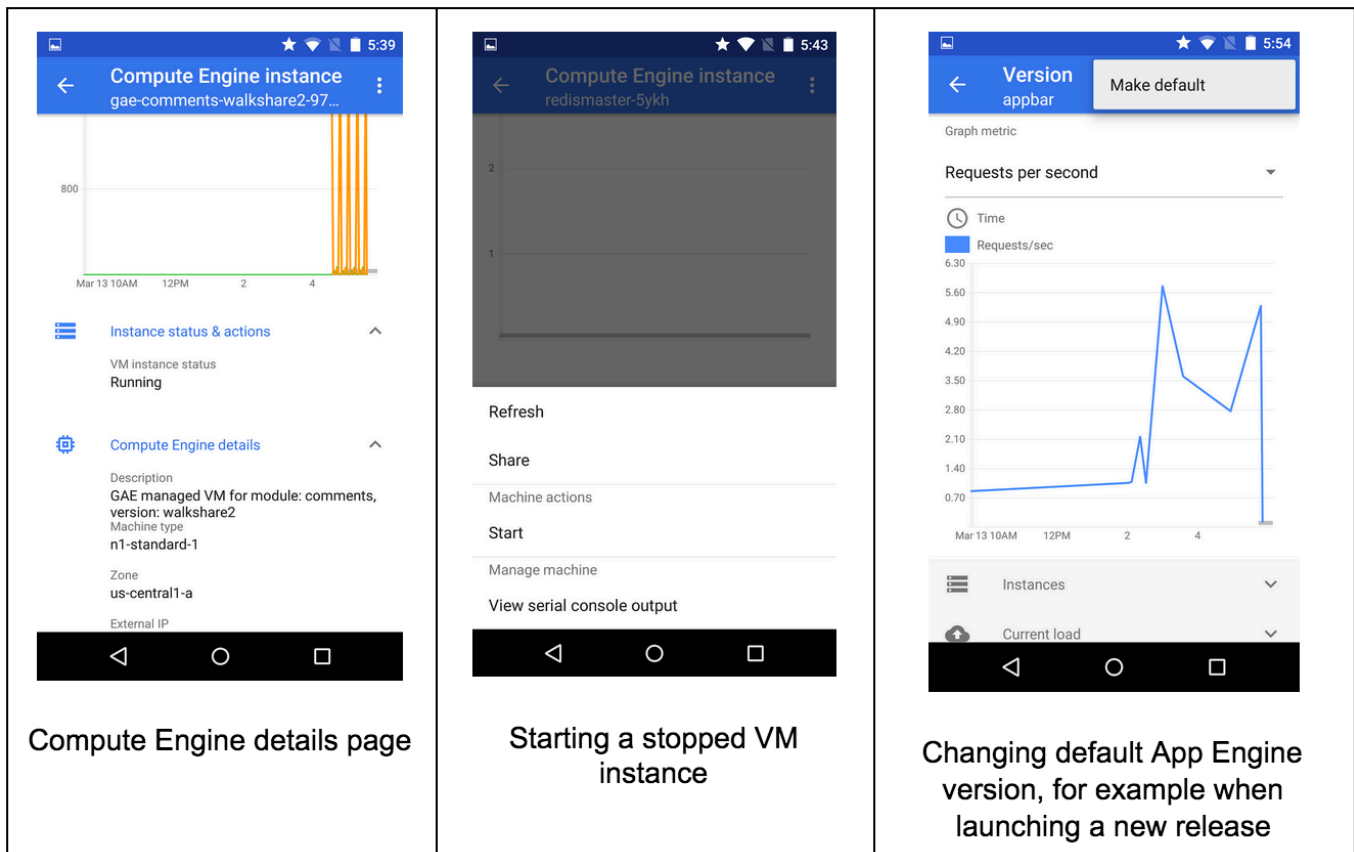 5:39
Compute Engine instance
gae-comments-walkshare2-97...
800
Mar 13 10AM 12PM 2 4
Instance status & actions
VM instance status
Running
Compute Engine details
Description
GAE managed VM for module: comments,
version: walkshare2
Machine type
n1-standard-1
Zone
us-central1-a
External IP
Compute Engine details page
5:43
Compute Engine instance
redismaster-5ykh
2
1
Refresh
Share
Machine actions
Start
Manage machine
View serial console output
Starting a stopped VM
instance
5:54
Version
appbar
Make default
Graph metric
Requests per second
Time
Requests/sec
6.30
5.60
4.90
4.20
3.50
2.80
2.10
1.40
0.70
Mar 13 10AM 12PM 2 4
Instances
Current load
Changing default App Engine
version, for example when
launching a new release